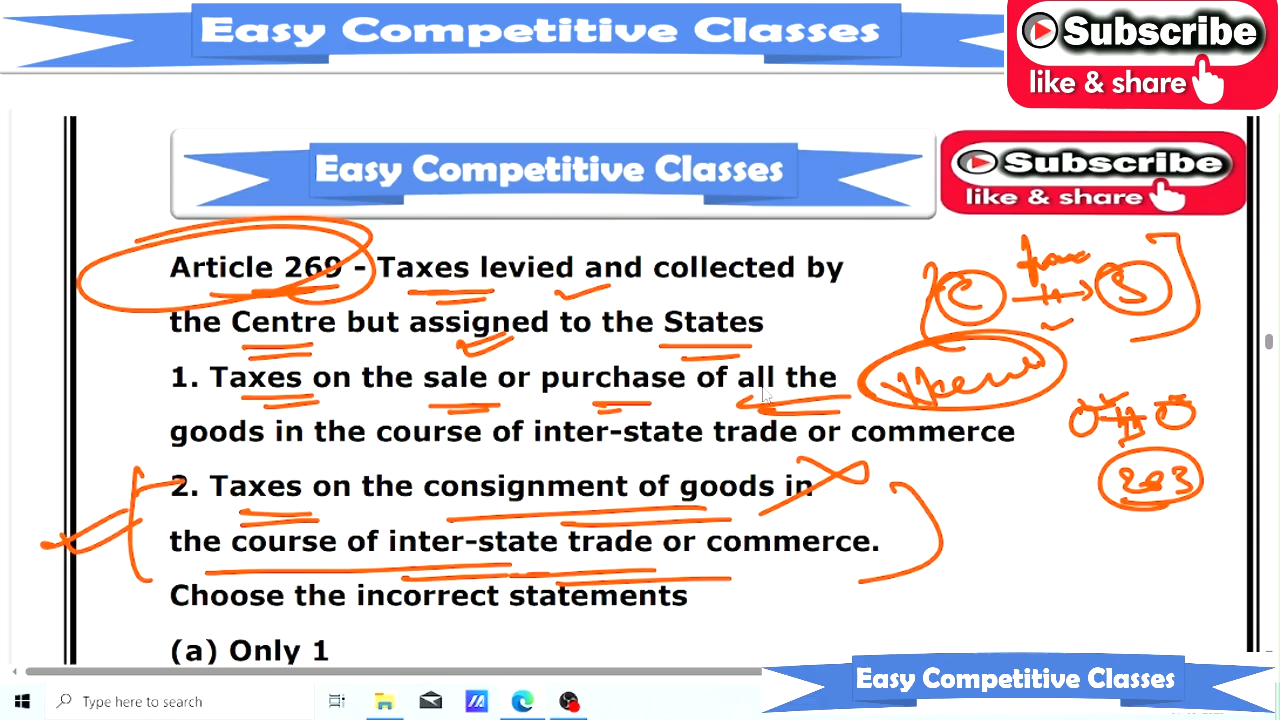 Easy Competitive Classes
Subscribe
like & share
Easy Competitive Classes
Subscribe
like & share
Article 269 - Taxes levied and collected by
the Centre but assigned to the States
1. Taxes on the sale or purchase of all the
goods in the course of inter-state trade or commerce
2. Taxes on the consignment of goods in
the course of inter-state trade or commerce.
Choose the incorrect statements
(a) Only 1
C
S
Easy Competitive Classes
Type here to search